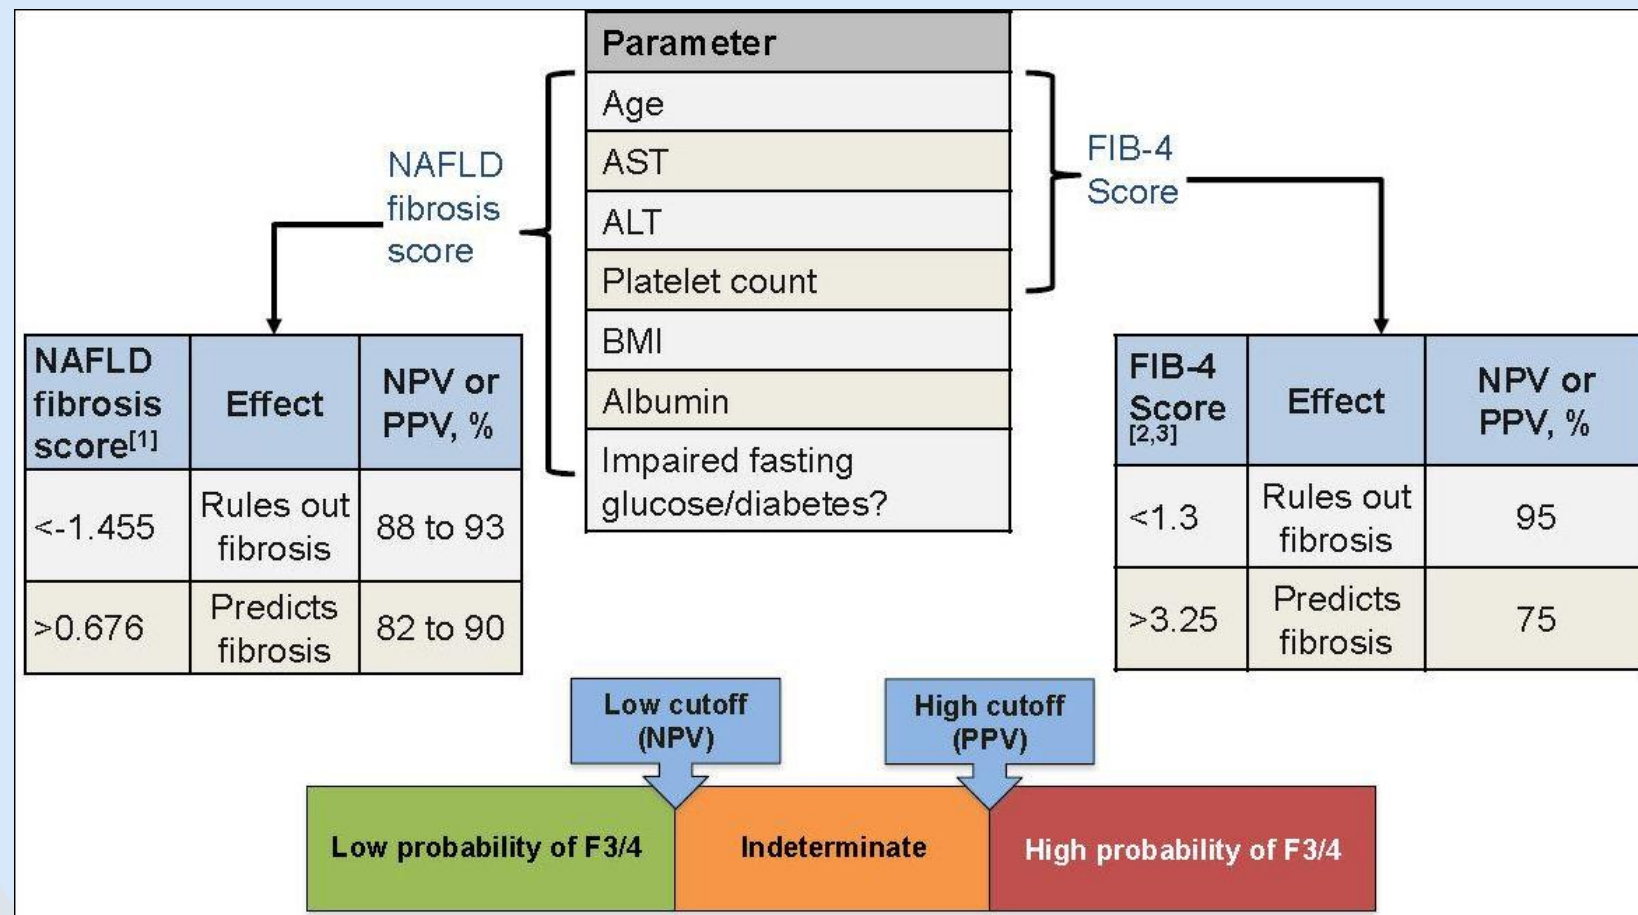 Parameter
Age
AST
ALT
Platelet count
BMI
Albumin
Impaired fasting
glucose/diabetes?
NAFLD
fibrosis
score
FIB-4
Score
NAFLD
fibrosis
score[1]
Effect
NPV or
PPV, %
<-1.455
Rules out
fibrosis
88 to 93
>0.676
Predicts
fibrosis
82 to 90
FIB-4
Score
[2,3]
Effect
NPV or
PPV, %
<1.3
Rules out
fibrosis
95
>3.25
Predicts
fibrosis
75
Low cutoff
(NPV)
High cutoff
(PPV)
Low probability of F3/4
Indeterminate
High probability of F3/4